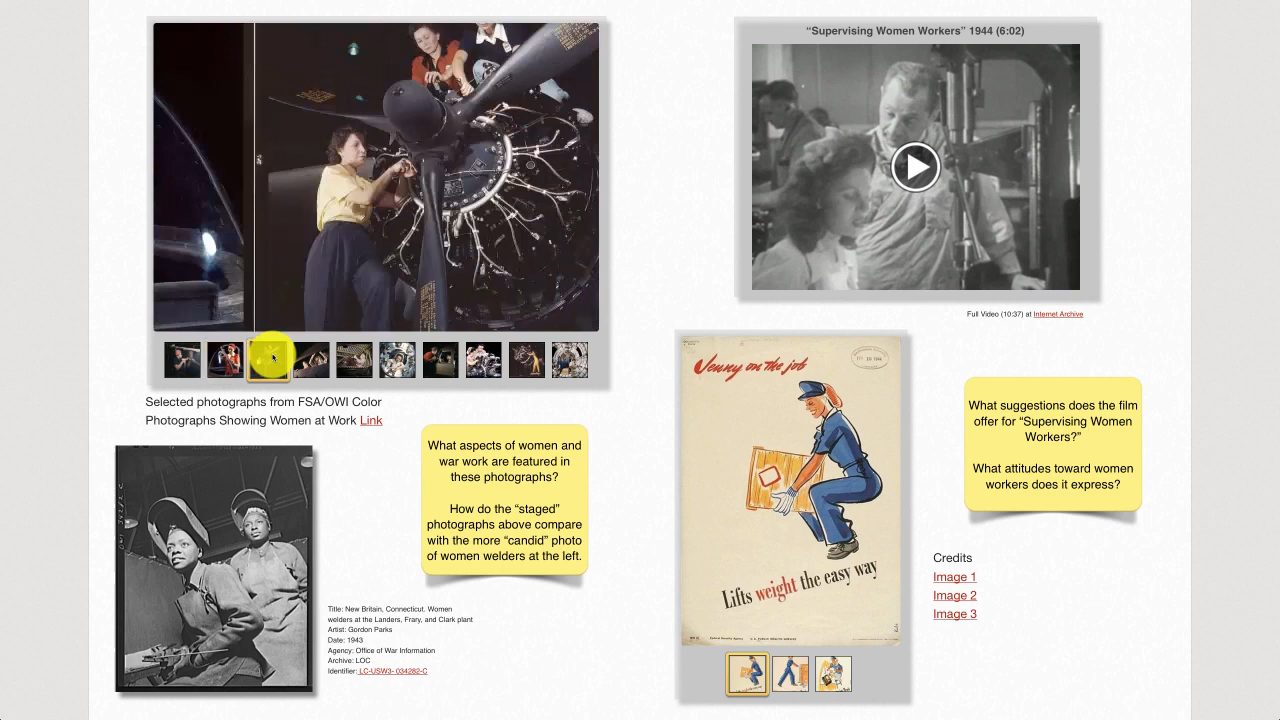 Selected photographs from FSA/OWI Color
Photographs Showing Women at Work Link
What aspects of women and
war work are featured in
these photographs?
How do the “staged”
photographs above compare
with the more “candid” photo
of women welders at the left.
Title: New Britain, Connecticut. Women
welders at the Landers, Frary, and Clark plant
Artist: Gordon Parks
Date: 1943
Agency: Office of War Information
Archive: LOC
Identifier: LC-USW3- 034282-C
“Supervising Women Workers” 1944 (6:02)
Full Video (10:37) at Internet Archive
Jenny on the job
Lifts weight the easy way
What suggestions does the film
offer for “Supervising Women
Workers?”
What attitudes toward women
workers does it express?
Credits
Image 1
Image 2
Image 3